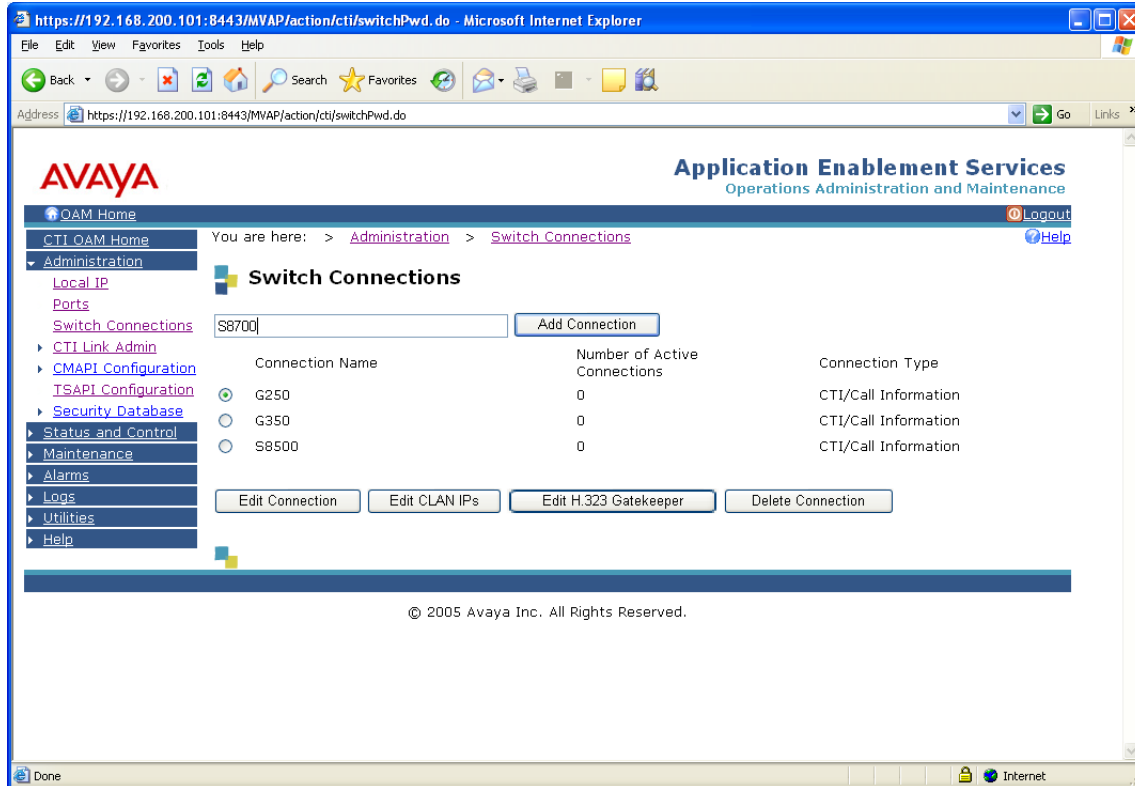 https://192.168.200.101:8443/MVAP/action/cti/switchPwd.do - Microsoft Internet Explorer
File Edit View Favorites Tools Help
Back Search Favorites
Address https://192.168.200.101:8443/MVAP/action/cti/switchPwd.do Go Links »
AVAYA
Application Enablement Services
Operations Administration and Maintenance
OAM Home Logout
CTI OAM Home
You are here: > Administration > Switch Connections Help
Administration
Local IP
Ports
Switch Connections
CTI Link Admin
CMAPI Configuration
TSAPI Configuration
Security Database
Status and Control
Maintenance
Alarms
Logs
Utilities
Help
Switch Connections
S8700 Add Connection
Connection Name Number of Active Connections Connection Type
G250 0 CTI/Call Information
G350 0 CTI/Call Information
S8500 0 CTI/Call Information
Edit Connection Edit CLAN IPs Edit H.323 Gatekeeper Delete Connection
© 2005 Avaya Inc. All Rights Reserved.
Done Internet